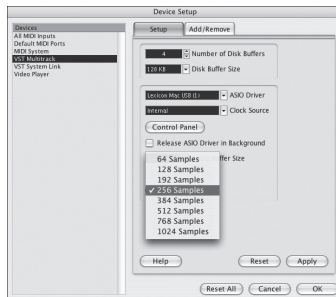 Device Setup
Devices
All MIDI Inputs
Default MIDI Ports
MIDI System
VST Multitrack
VST System Link
Video Player
Setup
Add/Remove
4 Number of Disk Buffers
128 KB Disk Buffer Size
Lexicon Mac USB (1) ASIO Driver
Internal Clock Source
Control Panel
Release ASIO Driver in Background
ffer Size
64 Samples
128 Samples
192 Samples
✓ 256 Samples
384 Samples
512 Samples
768 Samples
1024 Samples
Help
Reset
Apply
Reset All
Cancel
OK